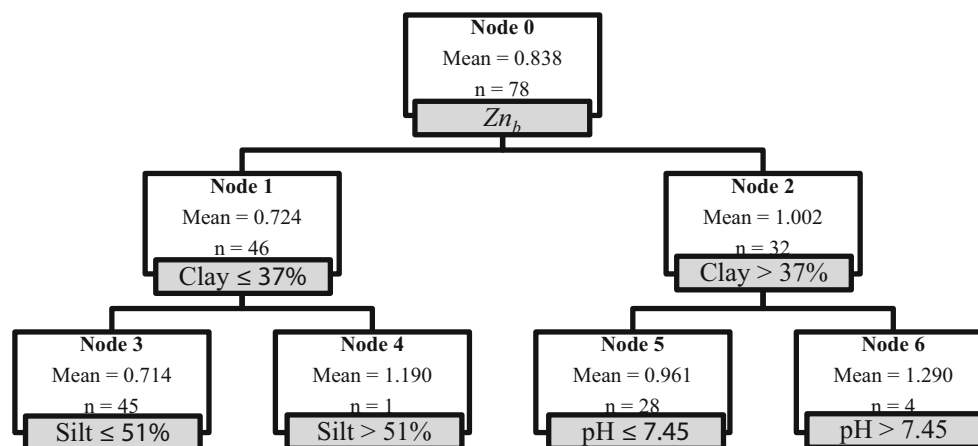 Node 0
Mean = 0.838
n = 78
Zn_b
Node 1
Mean = 0.724
n = 46
Clay ≤ 37%
Node 2
Mean = 1.002
n = 32
Clay > 37%
Node 3
Mean = 0.714
n = 45
Silt ≤ 51%
Node 4
Mean = 1.190
n = 1
Silt > 51%
Node 5
Mean = 0.961
n = 28
pH ≤ 7.45
Node 6
Mean = 1.290
n = 4
pH > 7.45